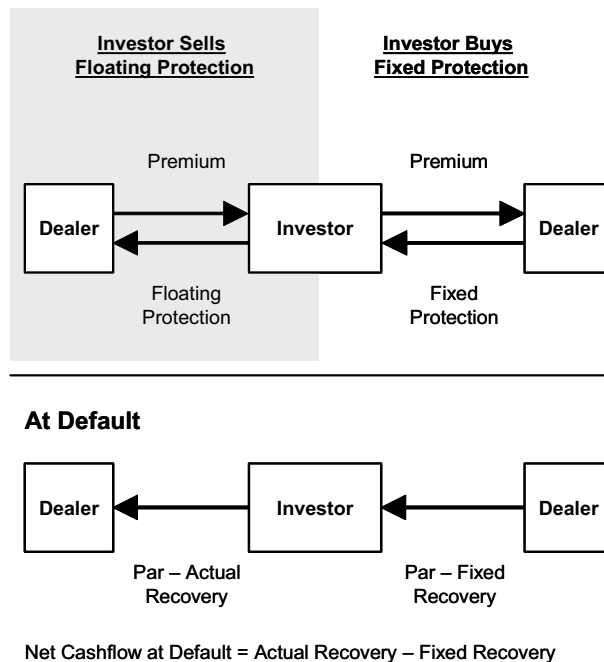 Investor Sells
Floating Protection
Investor Buys
Fixed Protection
Premium
Premium
Dealer
Investor
Dealer
Floating
Protection
Fixed
Protection
At Default
Dealer
Investor
Dealer
Par – Actual
Recovery
Par – Fixed
Recovery
Net Cashflow at Default = Actual Recovery – Fixed Recovery